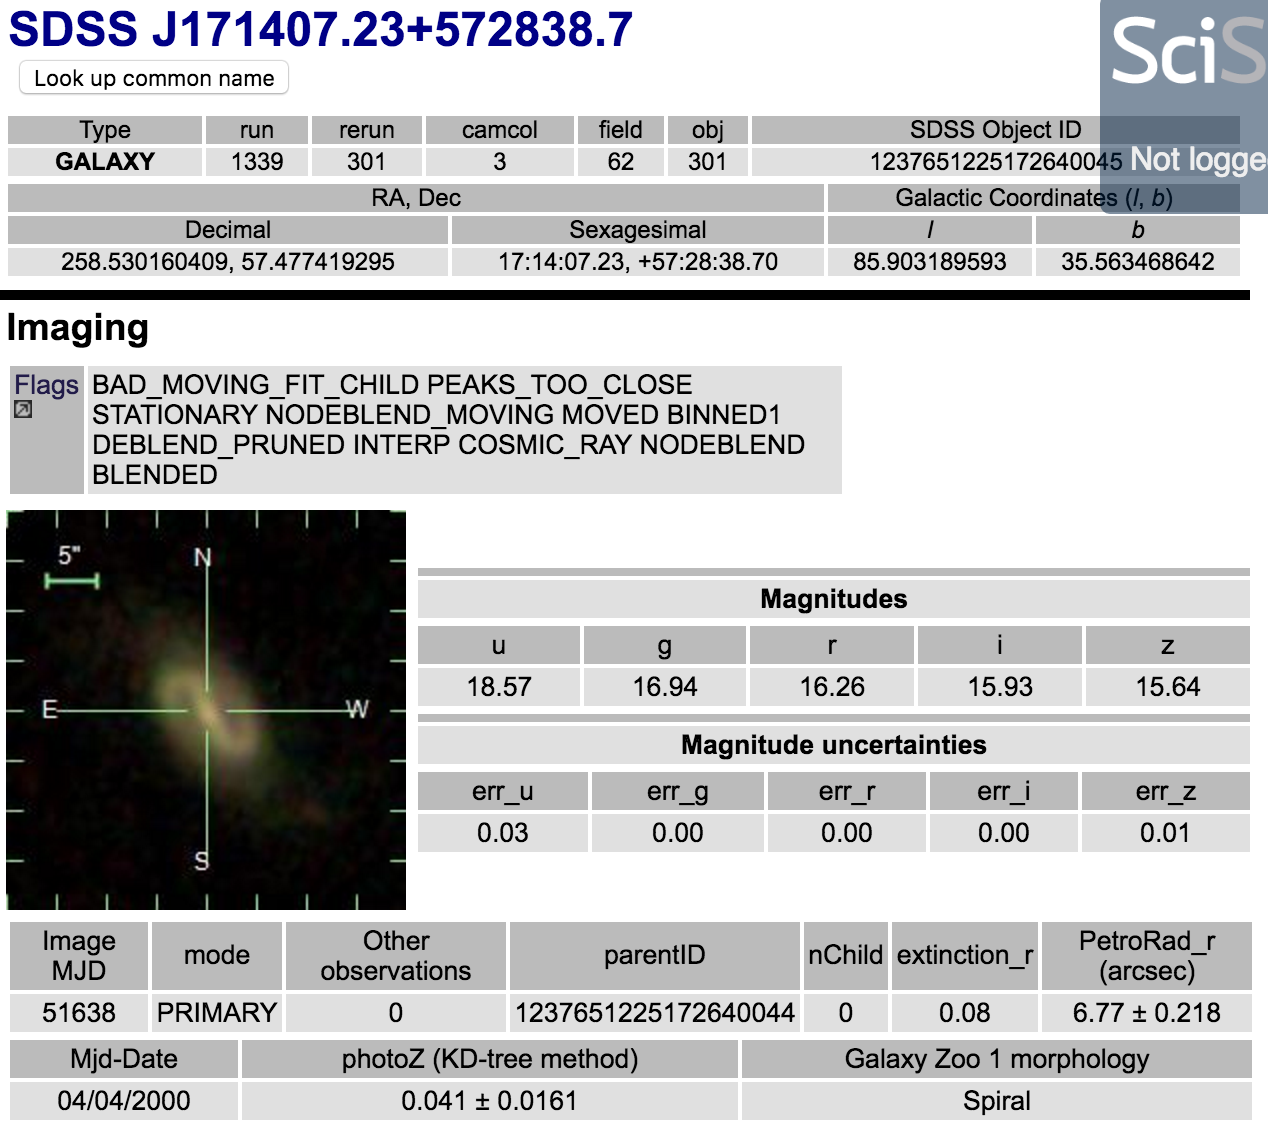 SDSS J171407.23+572838.7
SciS
Look up common name
Type run rerun camcol field obj SDSS Object ID
GALAXY 1339 301 3 62 301 1237651225172640045 Not logge
RA, Dec Galactic Coordinates (l, b)
Decimal Sexagesimal l b
258.530160409, 57.477419295 17:14:07.23, +57:28:38.70 85.903189593 35.563468642
Imaging
Flags BAD_MOVING_FIT_CHILD PEAKS_TOO_CLOSE
STATIONARY NODEBLEND_MOVING MOVED BINNED1
DEBLEND_PRUNED INTERP COSMIC_RAY NODEBLEND
BLENDED
5" N
E W
S
Magnitudes
u g r i z
18.57 16.94 16.26 15.93 15.64
Magnitude uncertainties
err_u err_g err_r err_i err_z
0.03 0.00 0.00 0.00 0.01
Image MJD mode Other observations parentID nChild extinction_r PetroRad_r (arcsec)
51638 PRIMARY 0 1237651225172640044 0 0.08 6.77 ± 0.218
Mjd-Date photoZ (KD-tree method) Galaxy Zoo 1 morphology
04/04/2000 0.041 ± 0.0161 Spiral